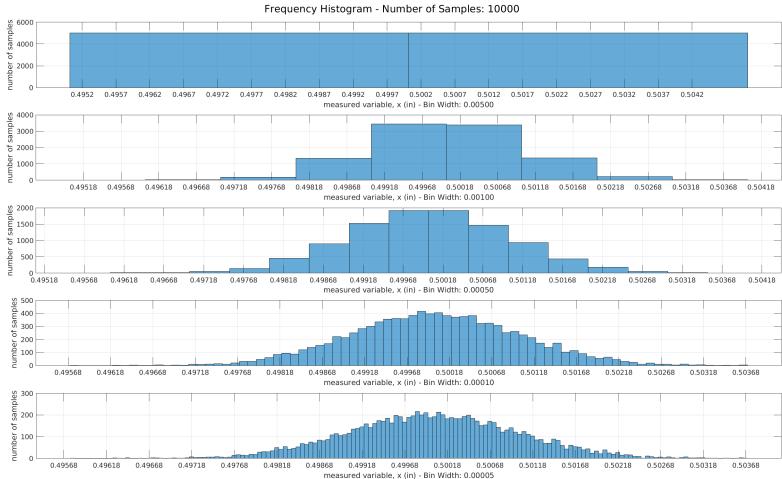 Frequency Histogram - Number of Samples: 10000
6000
4000
2000
0
number of samples
0.4952 0.4957 0.4962 0.4967 0.4972 0.4977 0.4982 0.4987 0.4992 0.4997 0.5002 0.5007 0.5012 0.5017 0.5022 0.5027 0.5032 0.5037 0.5042
measured variable, x (in) - Bin Width: 0.00500
4000
3000
2000
1000
0
number of samples
0.49518 0.49568 0.49618 0.49668 0.49718 0.49768 0.49818 0.49868 0.49918 0.49968 0.50018 0.50068 0.50118 0.50168 0.50218 0.50268 0.50318 0.50368 0.50418
measured variable, x (in) - Bin Width: 0.00100
2000
1500
1000
500
0
number of samples
0.49518 0.49568 0.49618 0.49668 0.49718 0.49768 0.49818 0.49868 0.49918 0.49968 0.50018 0.50068 0.50118 0.50168 0.50218 0.50268 0.50318 0.50368 0.50418
measured variable, x (in) - Bin Width: 0.00050
500
400
300
200
100
0
number of samples
0.49568 0.49618 0.49668 0.49718 0.49768 0.49818 0.49868 0.49918 0.49968 0.50018 0.50068 0.50118 0.50168 0.50218 0.50268 0.50318 0.50368
measured variable, x (in) - Bin Width: 0.00010
300
200
100
0
number of samples
0.49568 0.49618 0.49668 0.49718 0.49768 0.49818 0.49868 0.49918 0.49968 0.50018 0.50068 0.50118 0.50168 0.50218 0.50268 0.50318 0.50368
measured variable, x (in) - Bin Width: 0.00005